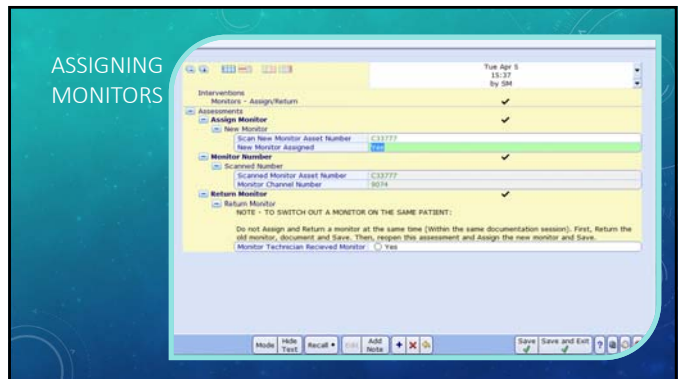 ASSIGNING
MONITORS
Tue Apr 5
15:37
by SM
Interventions
Monitors - Assign/Return
Assessments
Assign Monitor
New Monitor
Scan New Monitor Asset Number C33777
New Monitor Assigned Yes
Monitor Number
Scanned Number
Scanned Monitor Asset Number C33777
Monitor Channel Number 9074
Return Monitor
Return Monitor
NOTE - TO SWITCH OUT A MONITOR ON THE SAME PATIENT:
Do not Assign and Return a monitor at the same time (Within the same documentation session). First, Return the
old monitor, document and Save. Then, reopen this assessment and Assign the new monitor and Save.
Monitor Technician Recieved Monitor Yes
Mode Hide Text Recall Edit Add Note Save Save and Exit ?